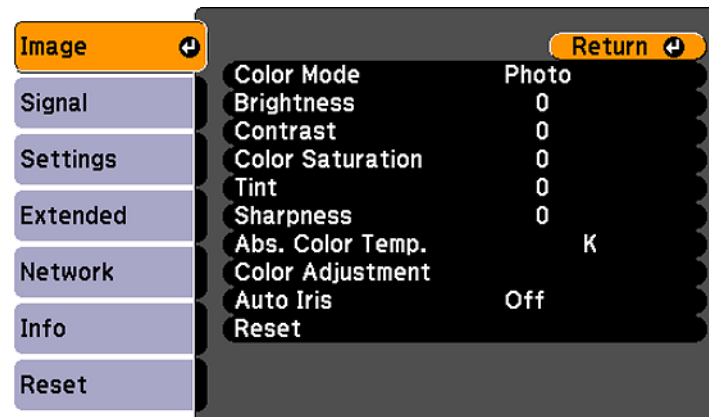 Image
Signal
Settings
Extended
Network
Info
Reset
Return
Color Mode Photo
Brightness 0
Contrast 0
Color Saturation 0
Tint 0
Sharpness 0
Abs. Color Temp. K
Color Adjustment
Auto Iris Off
Reset